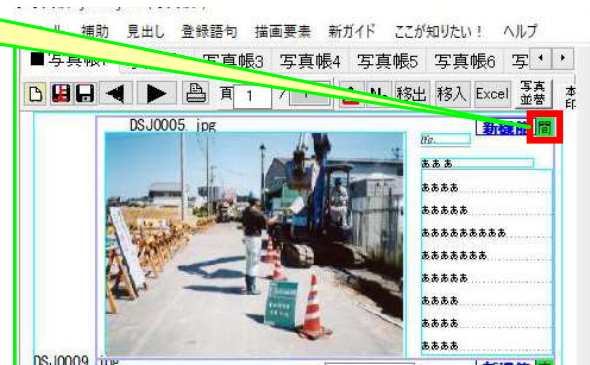 補助 見出し 登録語句 描画要素 新ガイド ここが知りたい！ ヘルプ
写真帳3 写真帳4 写真帳5 写真帳6
頁 1 移出 移入 Excel 写真並替
DSJ0005.jpg
新機能 間
No.
あああ
ああああ
あああああ
あああああああああ
あああああああ
あああああ
ああああ
ああああ
ああああ
DSJ0009.jpg